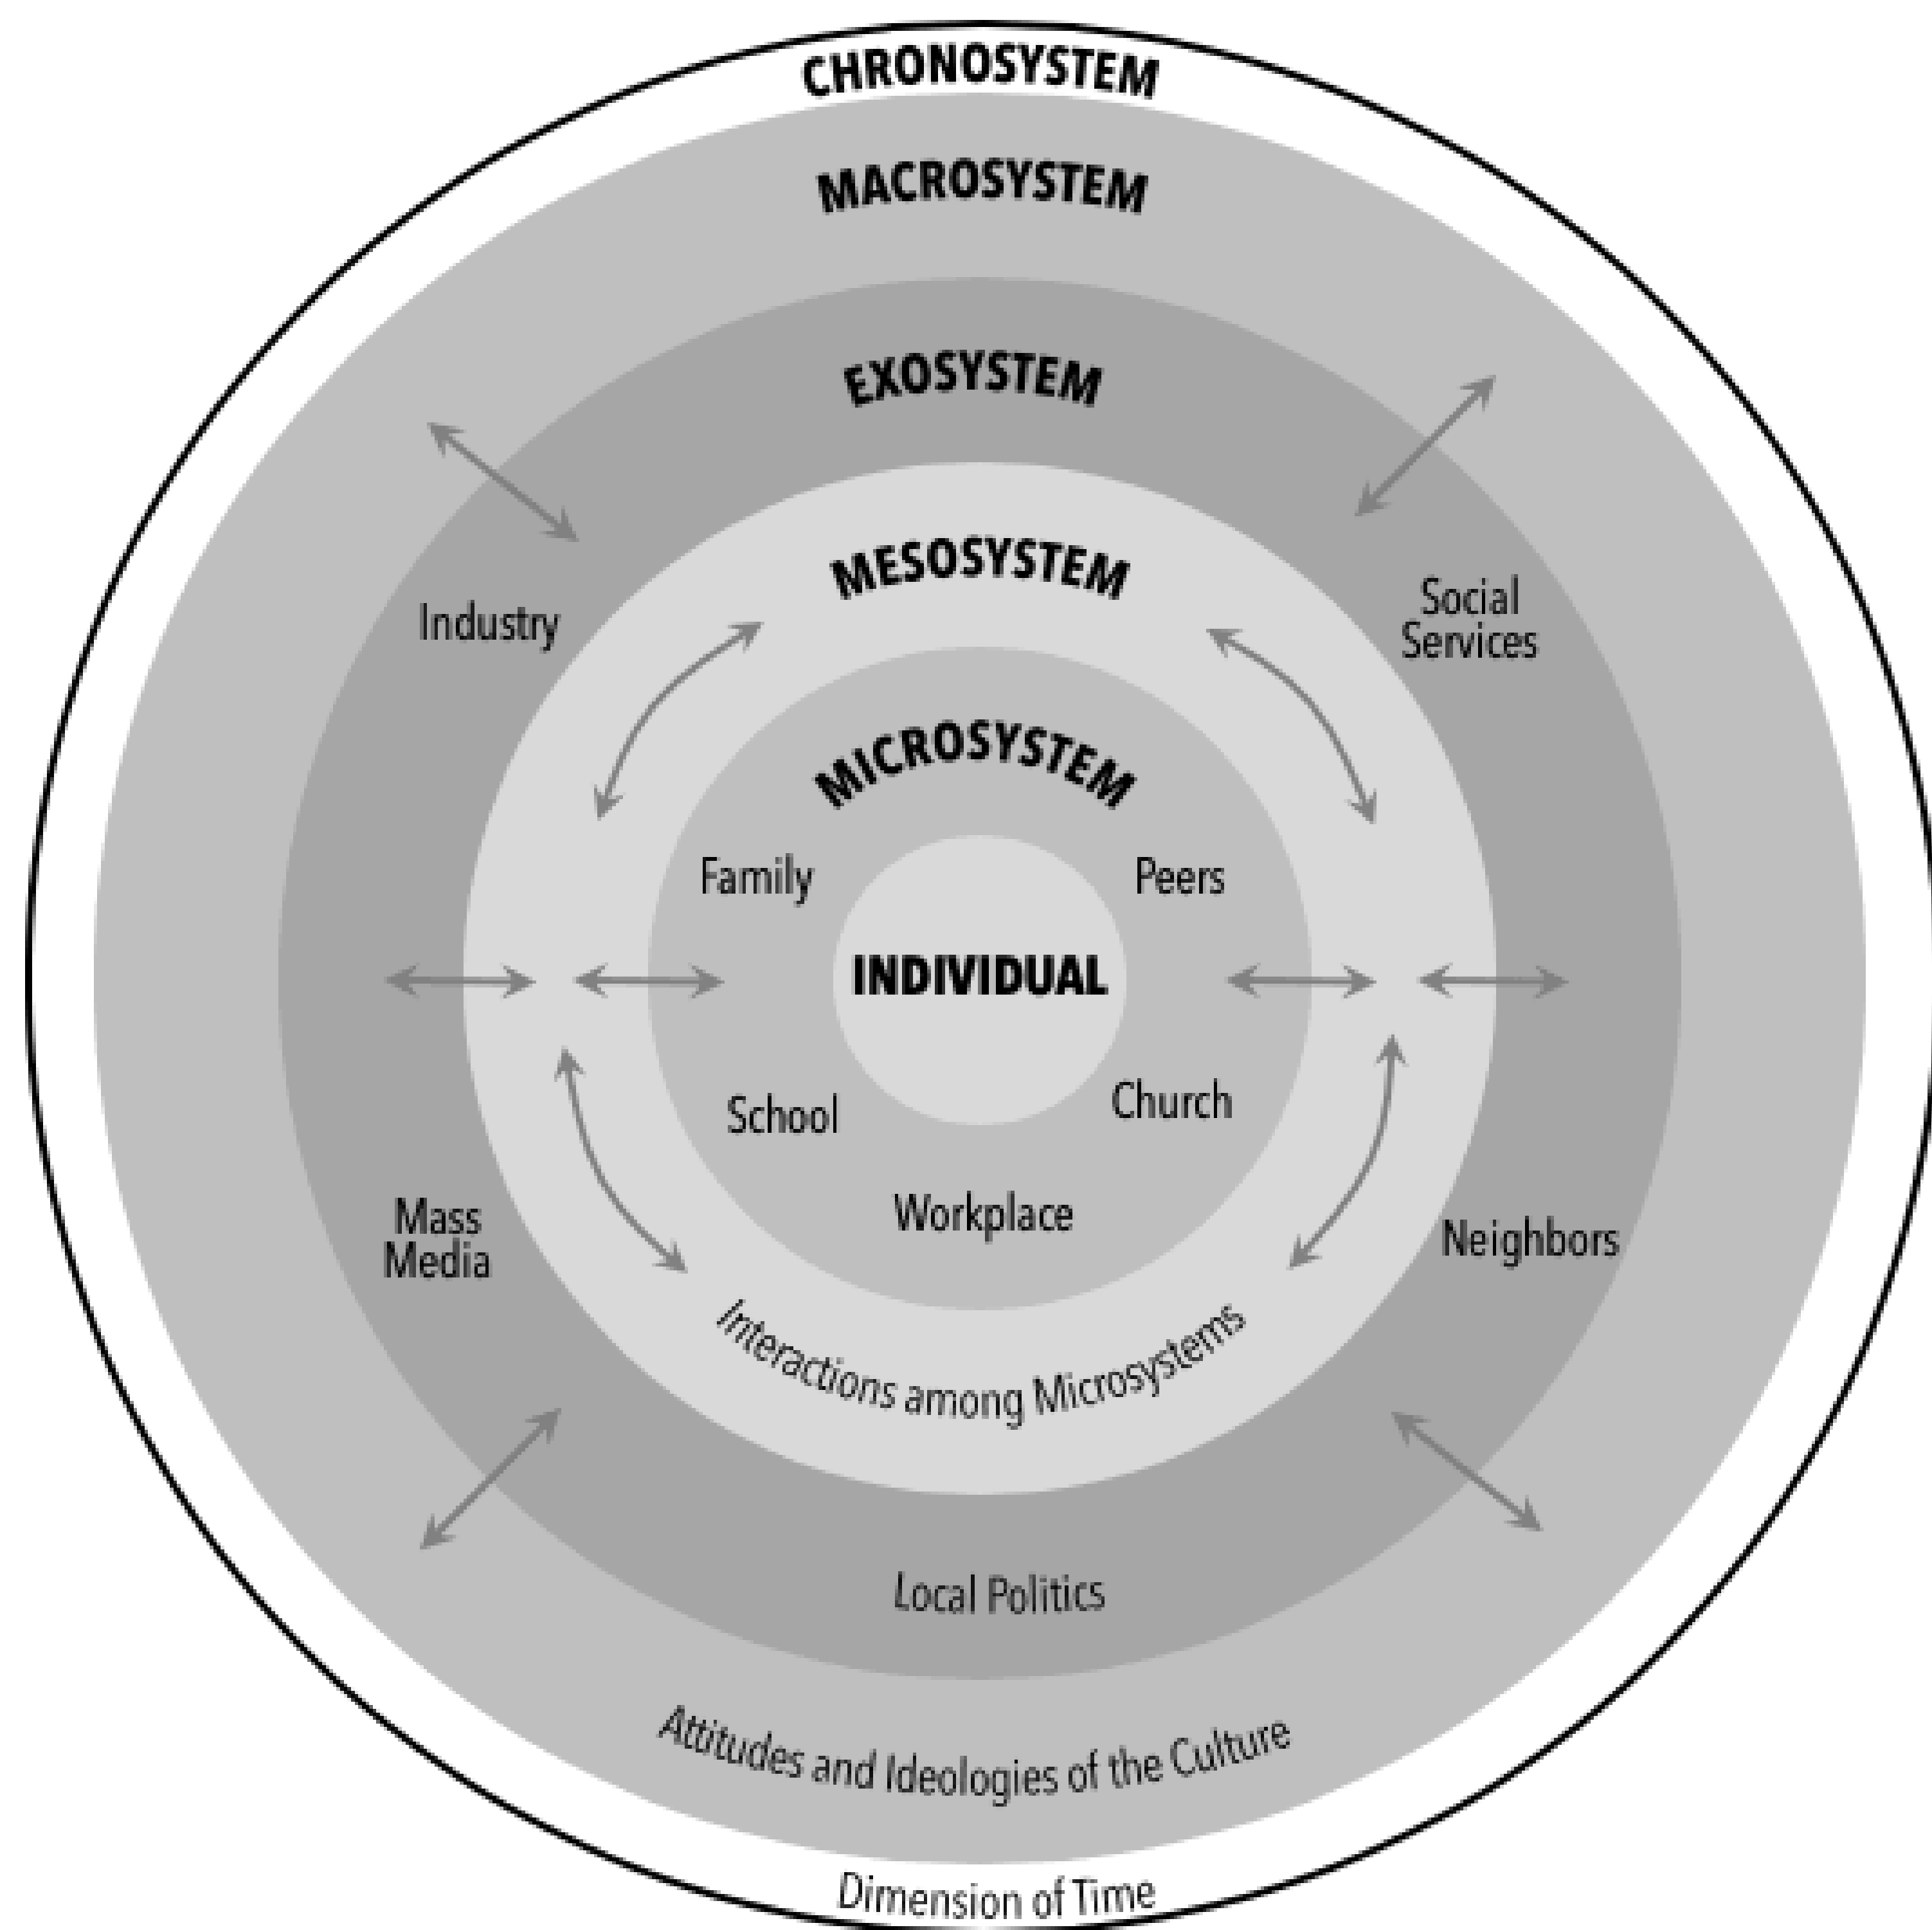 CHRONOSYSTEM
MACROSYSTEM
EXOSYSTEM
MESOSYSTEM
Industry
Social
Services
MICROSYSTEM
Family
Peers
INDIVIDUAL
School
Church
Workplace
Mass
Media
Neighbors
Interactions among Microsystems
Local Politics
Attitudes and Ideologies of the Culture
Dimension of Time